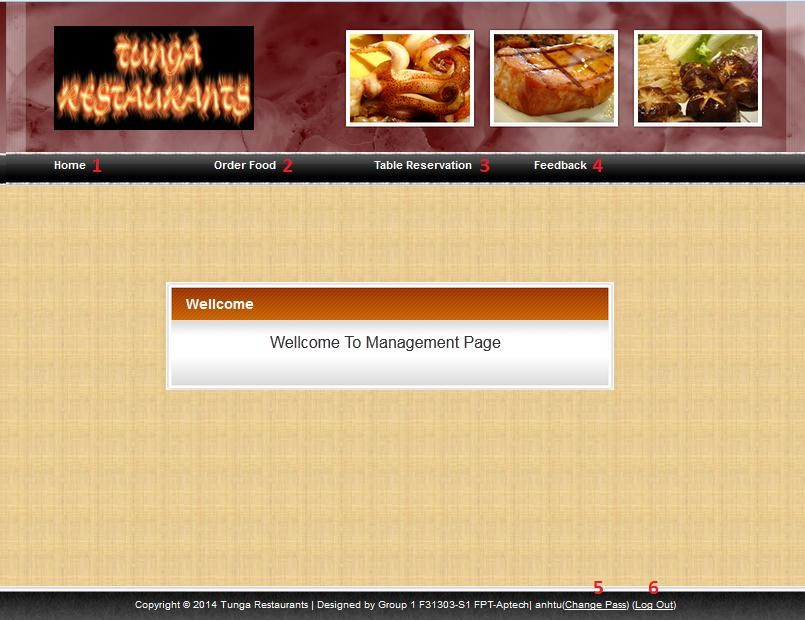 TUNGA
RESTAURANTS
Home 1 Order Food 2 Table Reservation 3 Feedback 4
Wellcome
Wellcome To Management Page
5 6
Copyright © 2014 Tunga Restaurants | Designed by Group 1 F31303-S1 FPT-Aptech| anhtu(Change Pass) (Log Out)